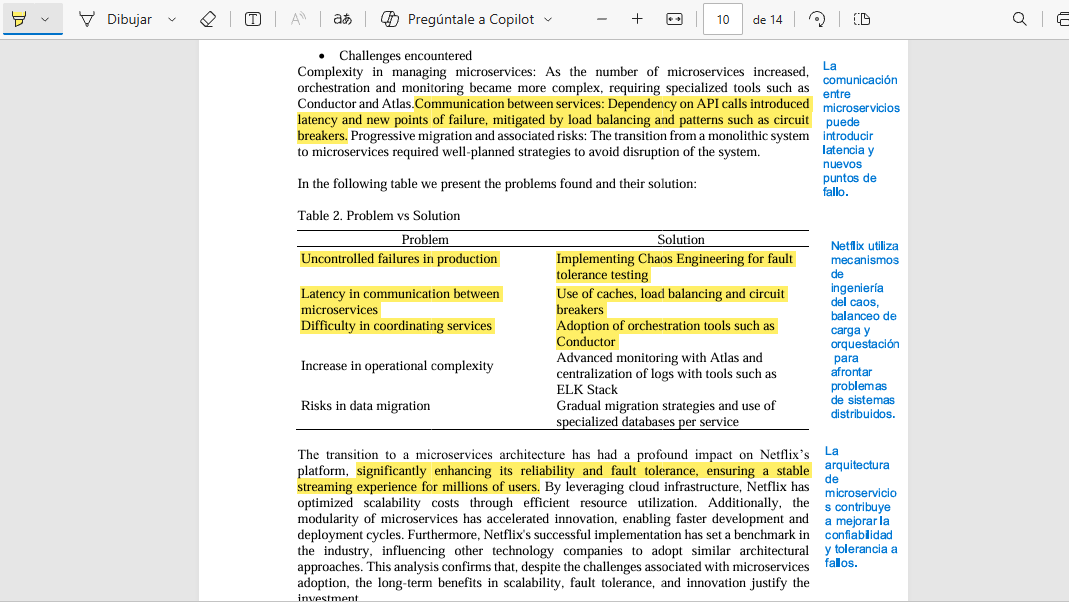 Dibujar
aあ
Pregúntale a Copilot
10
de 14
• Challenges encountered
Complexity in managing microservices: As the number of microservices increased,
orchestration and monitoring became more complex, requiring specialized tools such as
Conductor and Atlas.Communication between services: Dependency on API calls introduced
latency and new points of failure, mitigated by load balancing and patterns such as circuit
breakers. Progressive migration and associated risks: The transition from a monolithic system
to microservices required well-planned strategies to avoid disruption of the system.
La
comunicación
entre
microservicios
puede
introducir
latencia y
nuevos
puntos de
fallo.
In the following table we present the problems found and their solution:
Table 2. Problem vs Solution
Problem Solution
Uncontrolled failures in production Implementing Chaos Engineering for fault
tolerance testing
Latency in communication between Use of caches, load balancing and circuit
microservices breakers
Difficulty in coordinating services Adoption of orchestration tools such as
Conductor
Increase in operational complexity Advanced monitoring with Atlas and
centralization of logs with tools such as
ELK Stack
Risks in data migration Gradual migration strategies and use of
specialized databases per service
Netflix utiliza
mecanismos
de
ingeniería
del caos,
balanceo de
carga y
orquestación
para
afrontar
problemas
de sistemas
distribuidos.
The transition to a microservices architecture has had a profound impact on Netflix’s
platform, significantly enhancing its reliability and fault tolerance, ensuring a stable
streaming experience for millions of users. By leveraging cloud infrastructure, Netflix has
optimized scalability costs through efficient resource utilization. Additionally, the
modularity of microservices has accelerated innovation, enabling faster development and
deployment cycles. Furthermore, Netflix's successful implementation has set a benchmark in
the industry, influencing other technology companies to adopt similar architectural
approaches. This analysis confirms that, despite the challenges associated with microservices
adoption, the long-term benefits in scalability, fault tolerance, and innovation justify the
investment
La
arquitectura
de
microservicio
s contribuye
a mejorar la
confiabilidad
y tolerancia a
fallos.